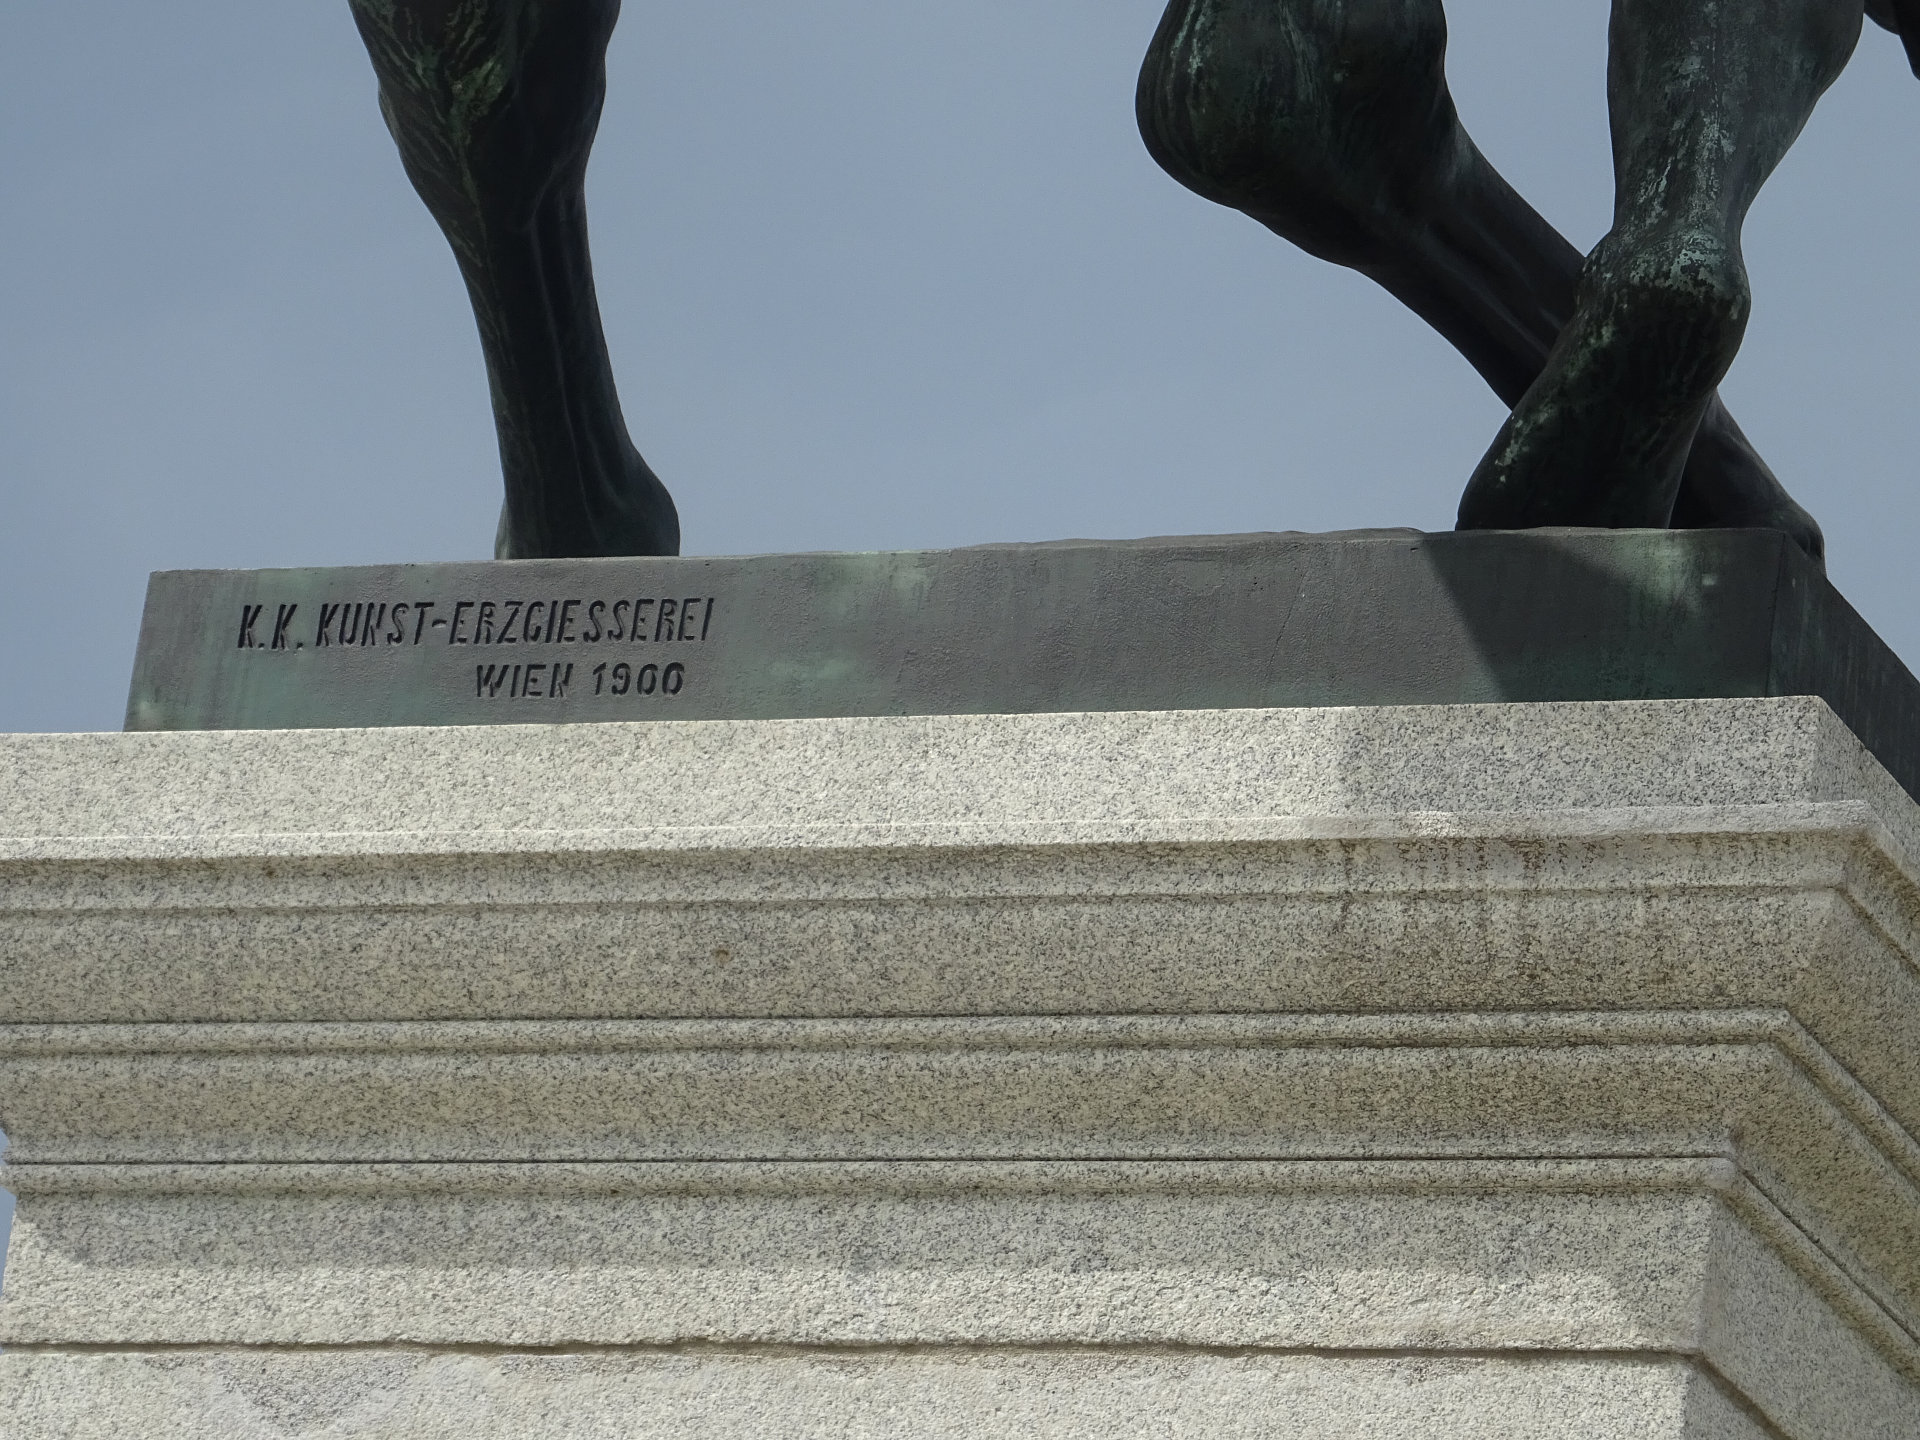 K.K. KUNST-ERZGIESSEREI
WIEN 1900